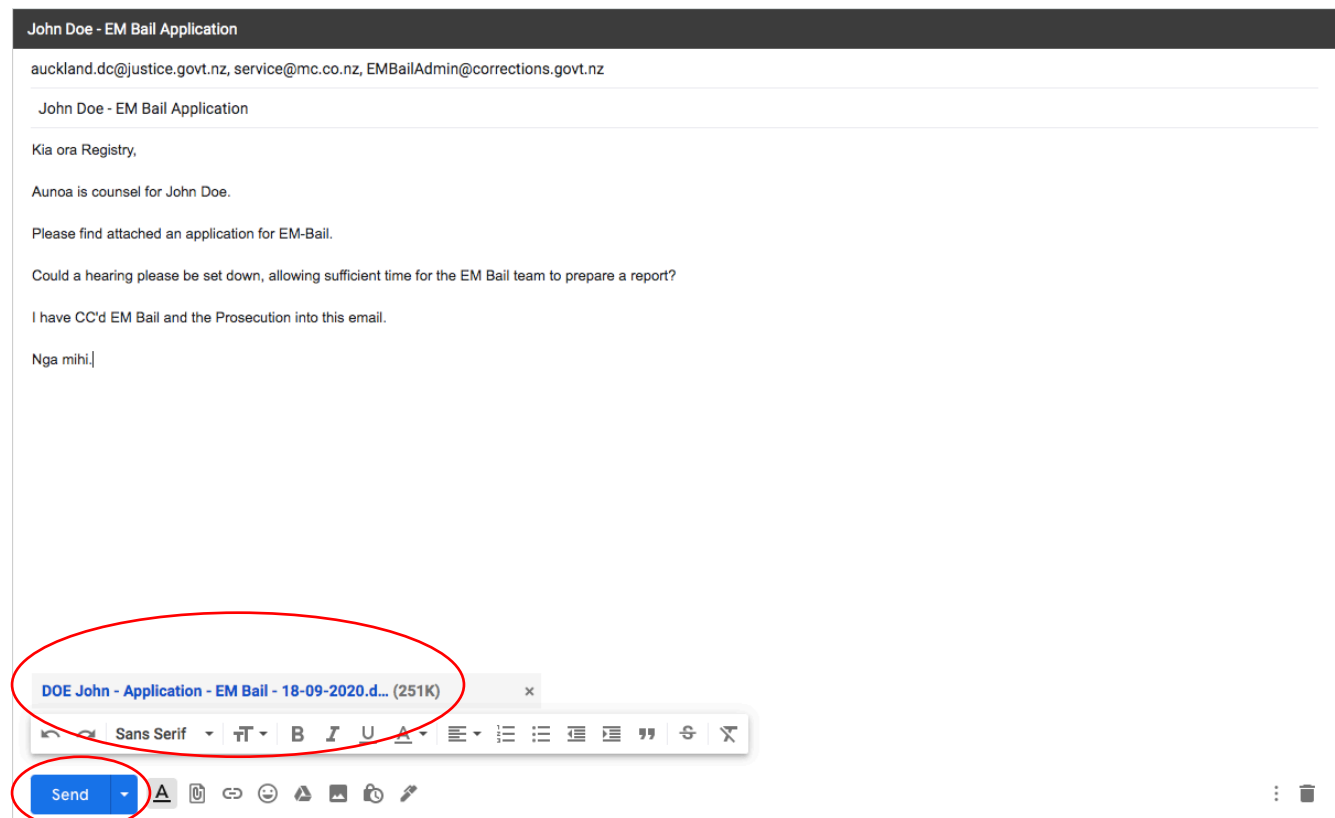 John Doe - EM Bail Application
auckland.dc@justice.govt.nz, service@mc.co.nz, EMBailAdmin@corrections.govt.nz
John Doe - EM Bail Application
Kia ora Registry,
Aunoa is counsel for John Doe.
Please find attached an application for EM-Bail.
Could a hearing please be set down, allowing sufficient time for the EM Bail team to prepare a report?
I have CC'd EM Bail and the Prosecution into this email.
Nga mihi.
DOE John - Application - EM Bail - 18-09-2020.d... (251K)
Sans Serif
Send